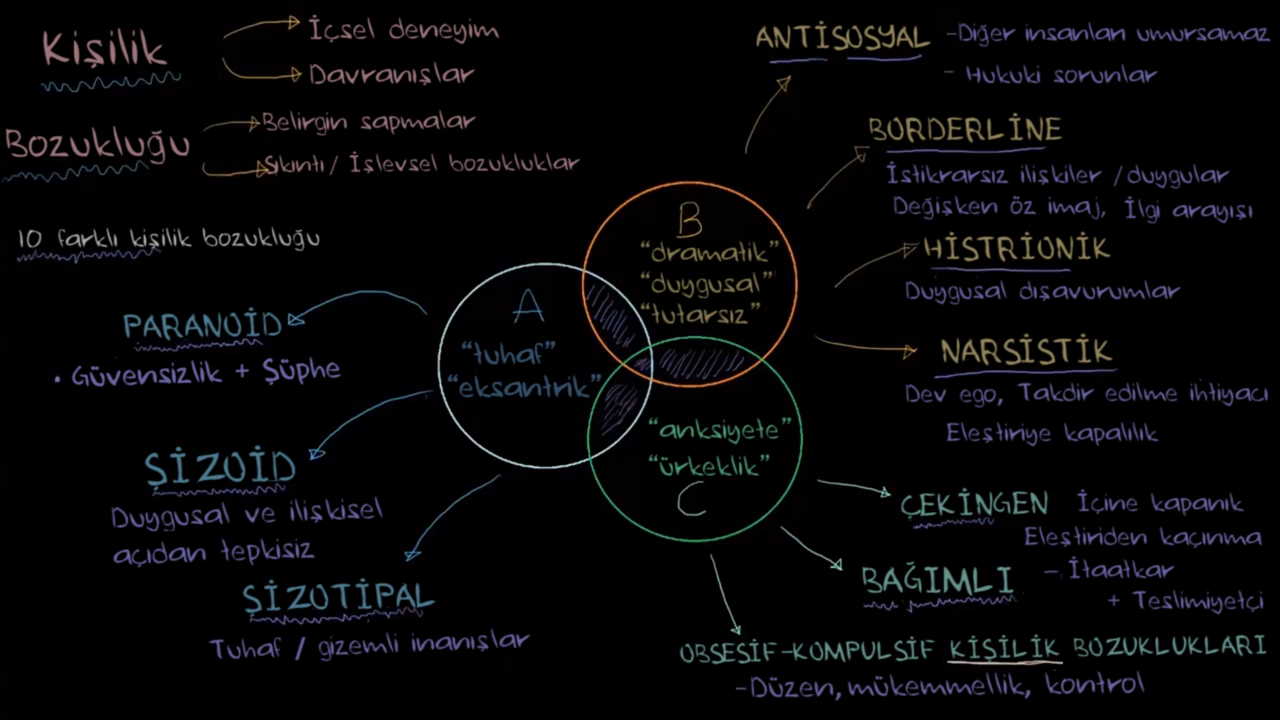 Kişilik
İçsel deneyim
Davranışlar
Bozukluğu
Belirgin sapmalar
Sıkıntı / İşlevsel bozukluklar
10 farklı kişilik bozukluğu
A
"tuhaf"
"eksantrik"
PARANOİD
• Güvensizlik + Şüphe
ŞİZOİD
Duygusal ve ilişkisel
açıdan tepkisiz
ŞİZOTİPAL
Tuhaf / gizemli inanışlar
B
"dramatik"
"duygusal"
"tutarsız"
ANTİSOSYAL
-Diğer insanları umursamaz
- Hukuki sorunlar
BORDERLİNE
İstikrarsız ilişkiler / duygular
Değişken öz imaj, İlgi arayışı
HİSTRİONİK
Duygusal dışavurumlar
NARSİSTİK
Dev ego, Takdir edilme ihtiyacı
Eleştiriye kapalılık
"anksiyete"
"ürkeklik"
C
ÇEKİNGEN
İçine kapanık
Eleştiriden kaçınma
BAĞIMLI
- İtaatkar
+ Teslimiyetçi
OBSESİF-KOMPULSİF KİŞİLİK BOZUKLUKLARI
-Düzen, mükemmellik, kontrol